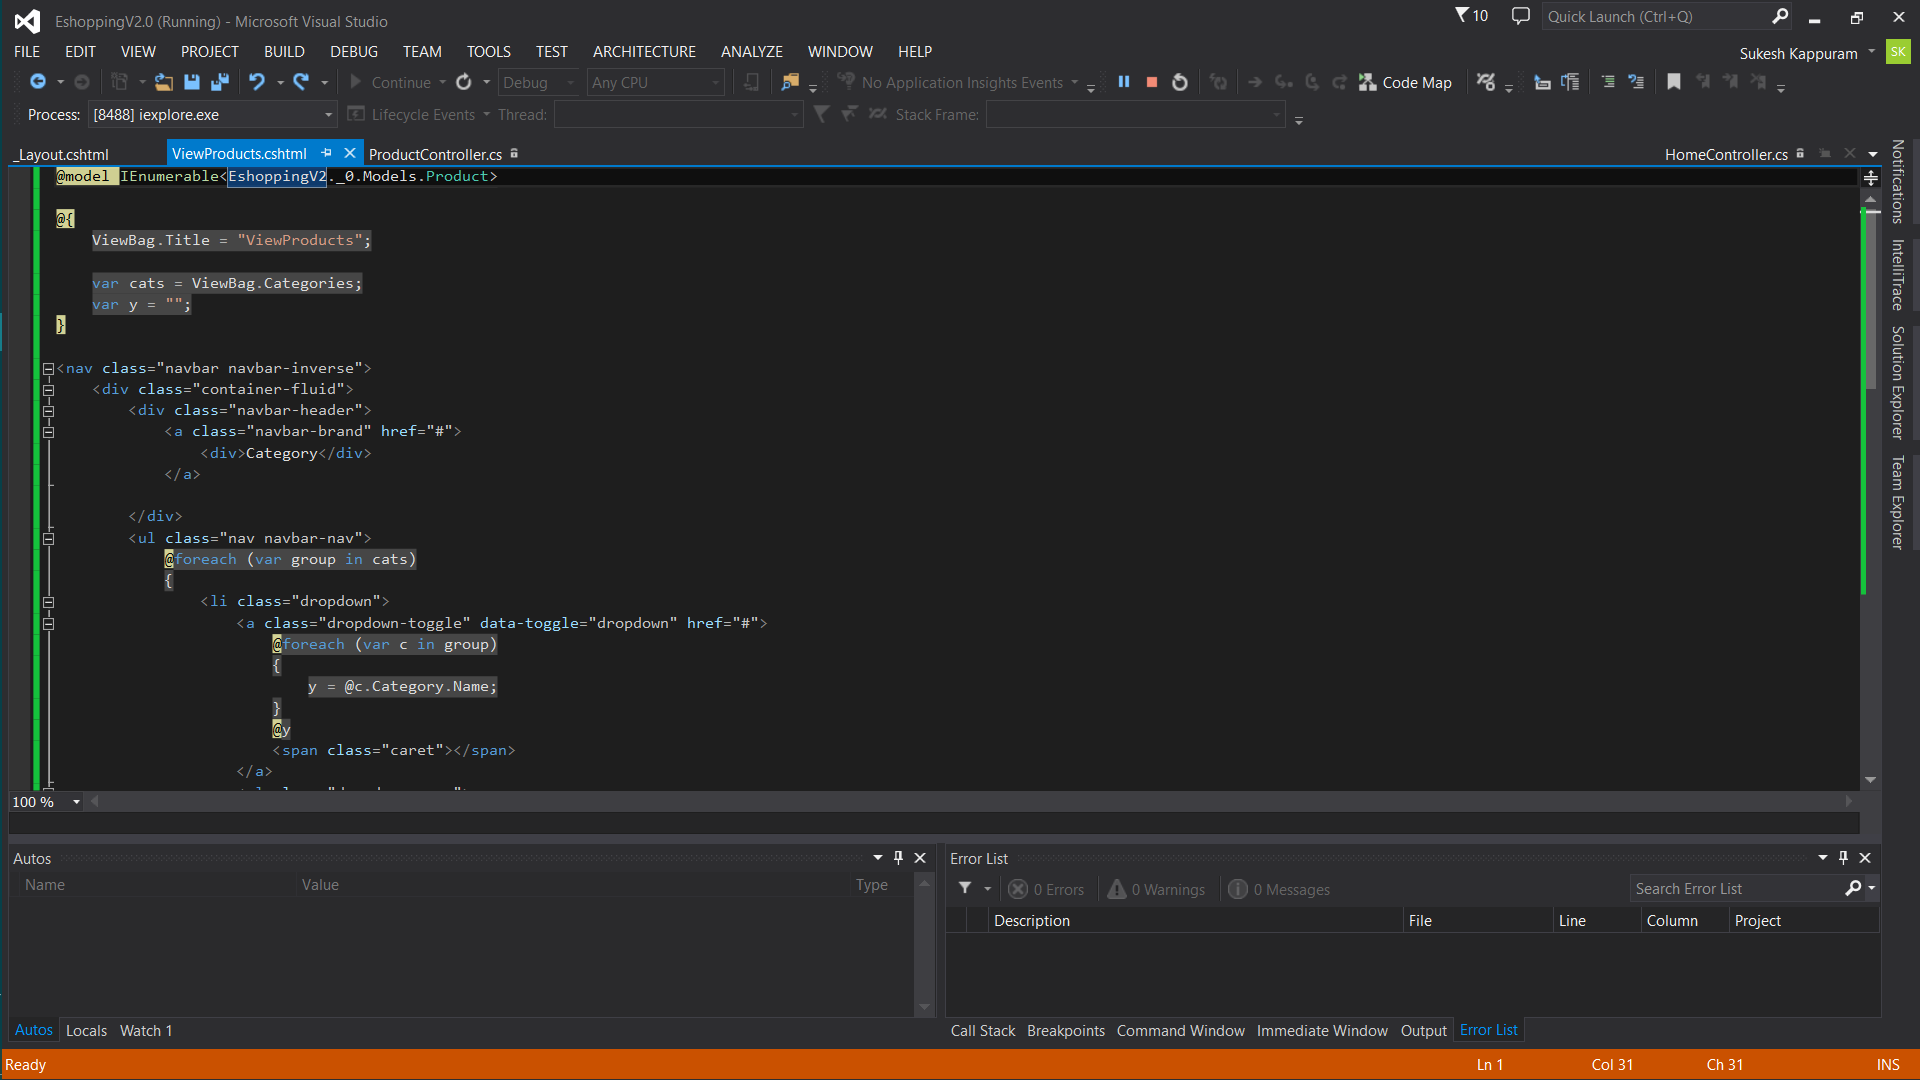 EshoppingV2.0 (Running) - Microsoft Visual Studio
10
Quick Launch (Ctrl+Q)
FILE EDIT VIEW PROJECT BUILD DEBUG TEAM TOOLS TEST ARCHITECTURE ANALYZE WINDOW HELP
Sukesh Kappuram SK
Continue Debug Any CPU No Application Insights Events Code Map
Process: [8488] iexplore.exe Lifecycle Events Thread: Stack Frame:
_Layout.cshtml ViewProducts.cshtml ProductController.cs HomeController.cs
@model IEnumerable<EshoppingV2._0.Models.Product>
@{
ViewBag.Title = "ViewProducts";
var cats = ViewBag.Categories;
var y = "";
}
<nav class="navbar navbar-inverse">
<div class="container-fluid">
<div class="navbar-header">
<a class="navbar-brand" href="#">
<div>Category</div>
</a>
</div>
<ul class="nav navbar-nav">
@foreach (var group in cats)
{
<li class="dropdown">
<a class="dropdown-toggle" data-toggle="dropdown" href="#">
@foreach (var c in group)
{
y = @c.Category.Name;
}
@y
<span class="caret"></span>
</a>
100 %
Notifications
IntelliTrace
Solution Explorer
Team Explorer
Autos
Name Value Type
Autos Locals Watch 1
Error List
0 Errors 0 Warnings 0 Messages Search Error List
Description File Line Column Project
Call Stack Breakpoints Command Window Immediate Window Output Error List
Ready Ln 1 Col 31 Ch 31 INS